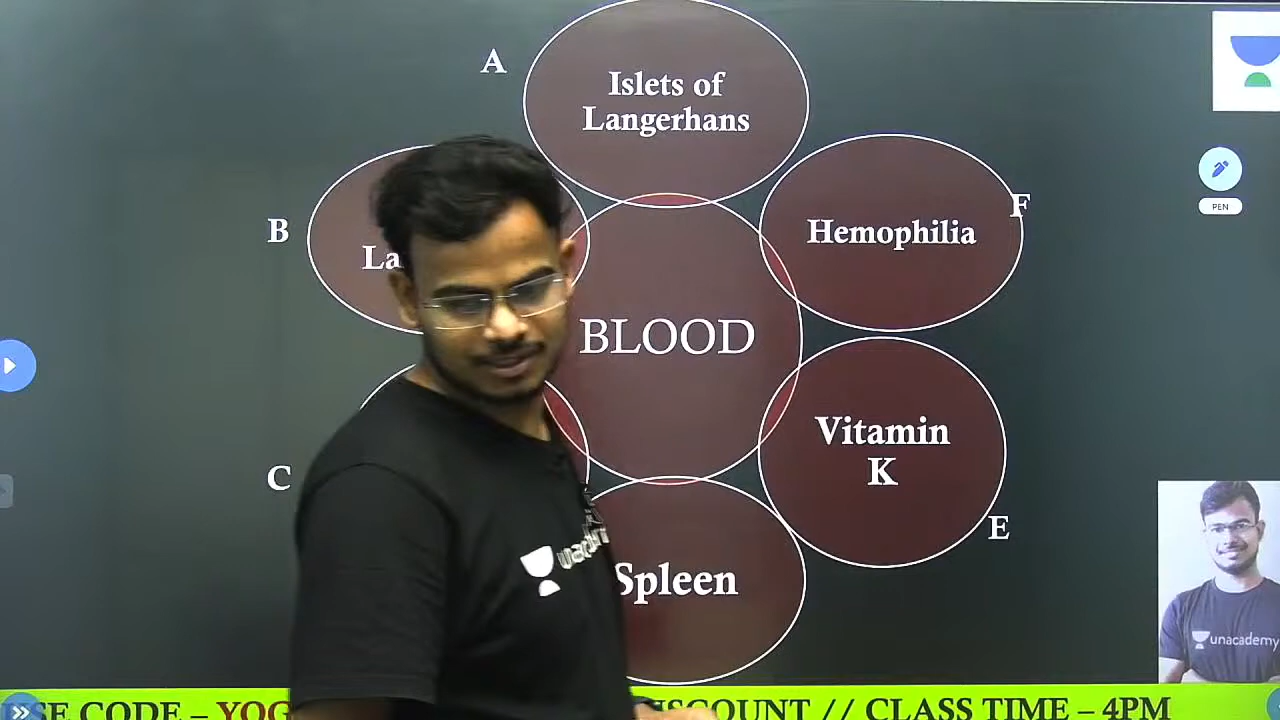 A
Islets of
Langerhans
F
Hemophilia
B
La
BLOOD
Vitamin
K
C
E
Spleen
PEN
unacademy
SE CODE – YOG
DISCOUNT // CLASS TIME – 4PM